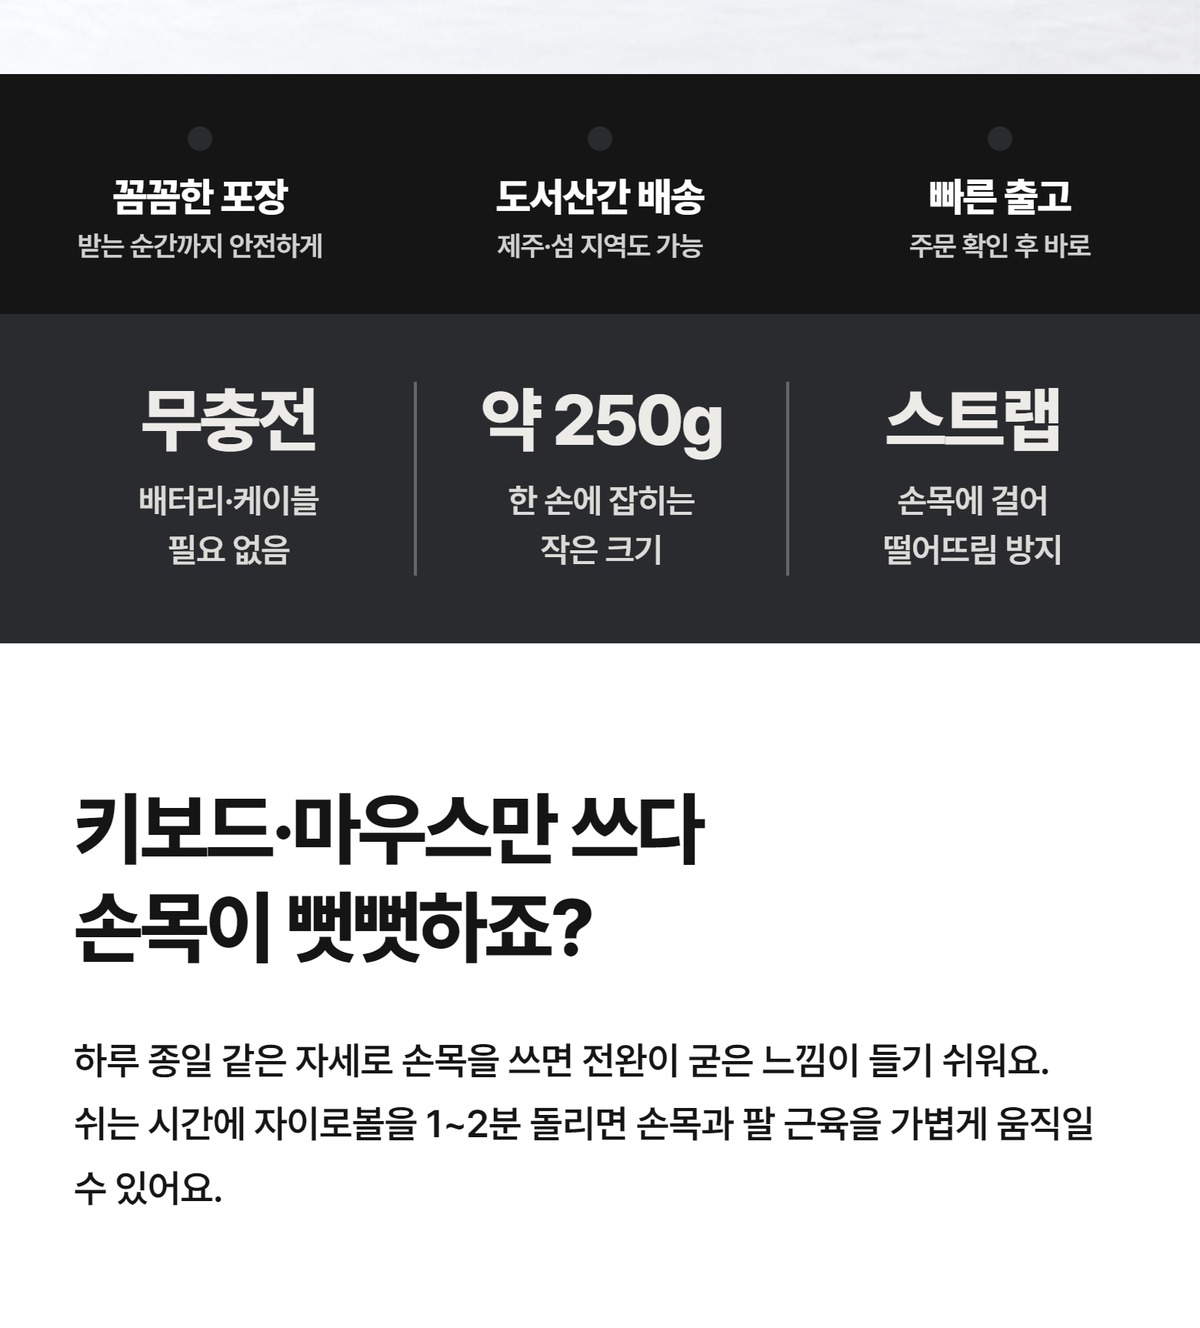 꼼꼼한 포장
받는 순간까지 안전하게
도서산간 배송
제주·섬 지역도 가능
빠른 출고
주문 확인 후 바로
무충전
배터리·케이블
필요 없음
약 250g
한 손에 잡히는
작은 크기
스트랩
손목에 걸어
떨어뜨림 방지
키보드·마우스만 쓰다
손목이 뻣뻣하죠?
하루 종일 같은 자세로 손목을 쓰면 전완이 굳은 느낌이 들기 쉬워요.
쉬는 시간에 자이로볼을 1~2분 돌리면 손목과 팔 근육을 가볍게 움직일
수 있어요.